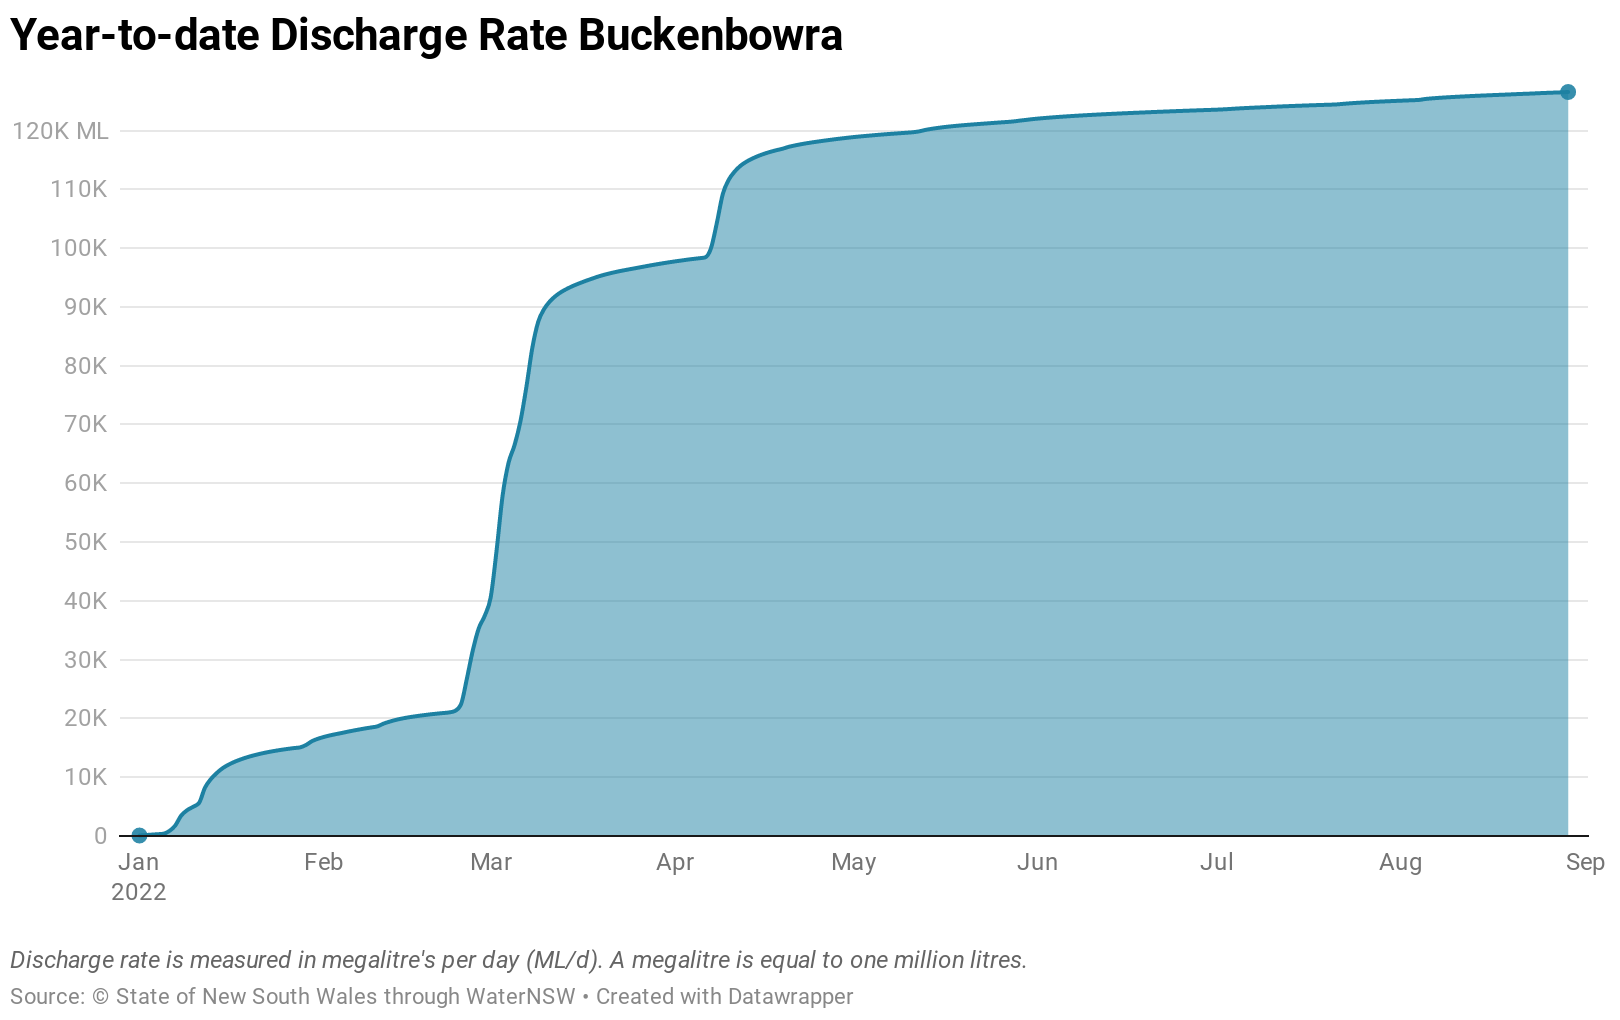 Year-to-date Discharge Rate Buckenbowra
120K ML
110K
100K
90K
80K
70K
60K
50K
40K
30K
20K
10K
0
Jan Feb Mar Apr May Jun Jul Aug Sep
2022
Discharge rate is measured in megalitre's per day (ML/d). A megalitre is equal to one million litres.
Source: © State of New South Wales through WaterNSW • Created with Datawrapper